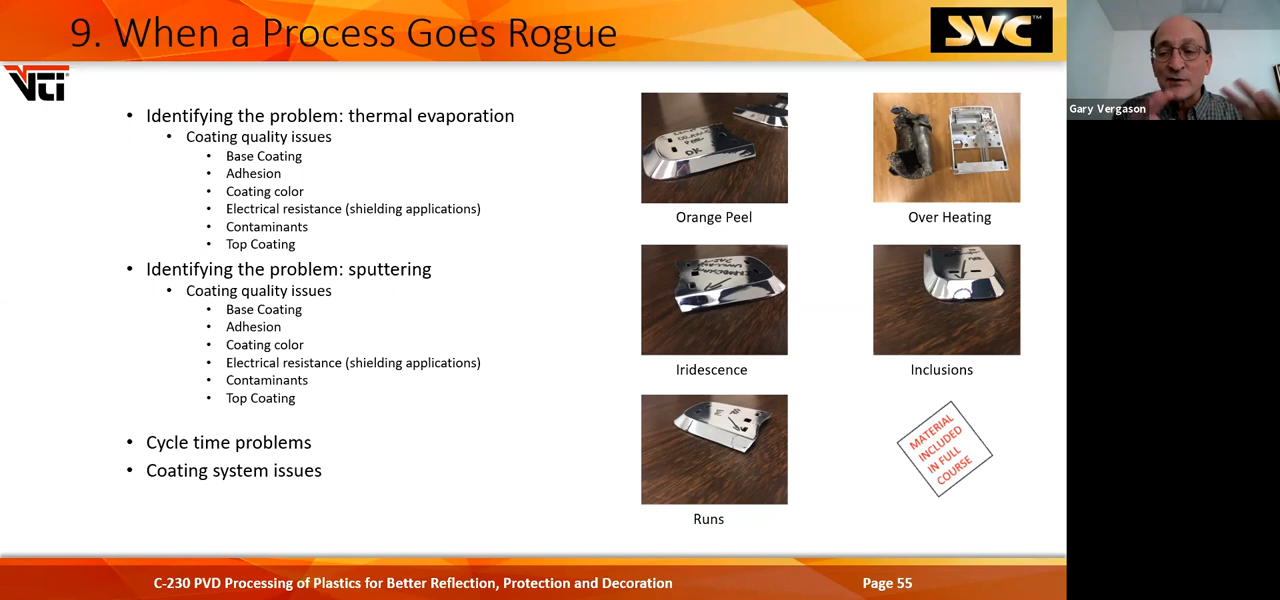 9. When a Process Goes Rogue
SVC™
VTI
Gary Vergason
• Identifying the problem: thermal evaporation
• Coating quality issues
• Base Coating
• Adhesion
• Coating color
• Electrical resistance (shielding applications)
• Contaminants
• Top Coating
• Identifying the problem: sputtering
• Coating quality issues
• Base Coating
• Adhesion
• Coating color
• Electrical resistance (shielding applications)
• Contaminants
• Top Coating
• Cycle time problems
• Coating system issues
Orange Peel
Over Heating
Iridescence
Inclusions
Runs
MATERIAL
INCLUDED
IN FULL
COURSE
C-230 PVD Processing of Plastics for Better Reflection, Protection and Decoration
Page 55